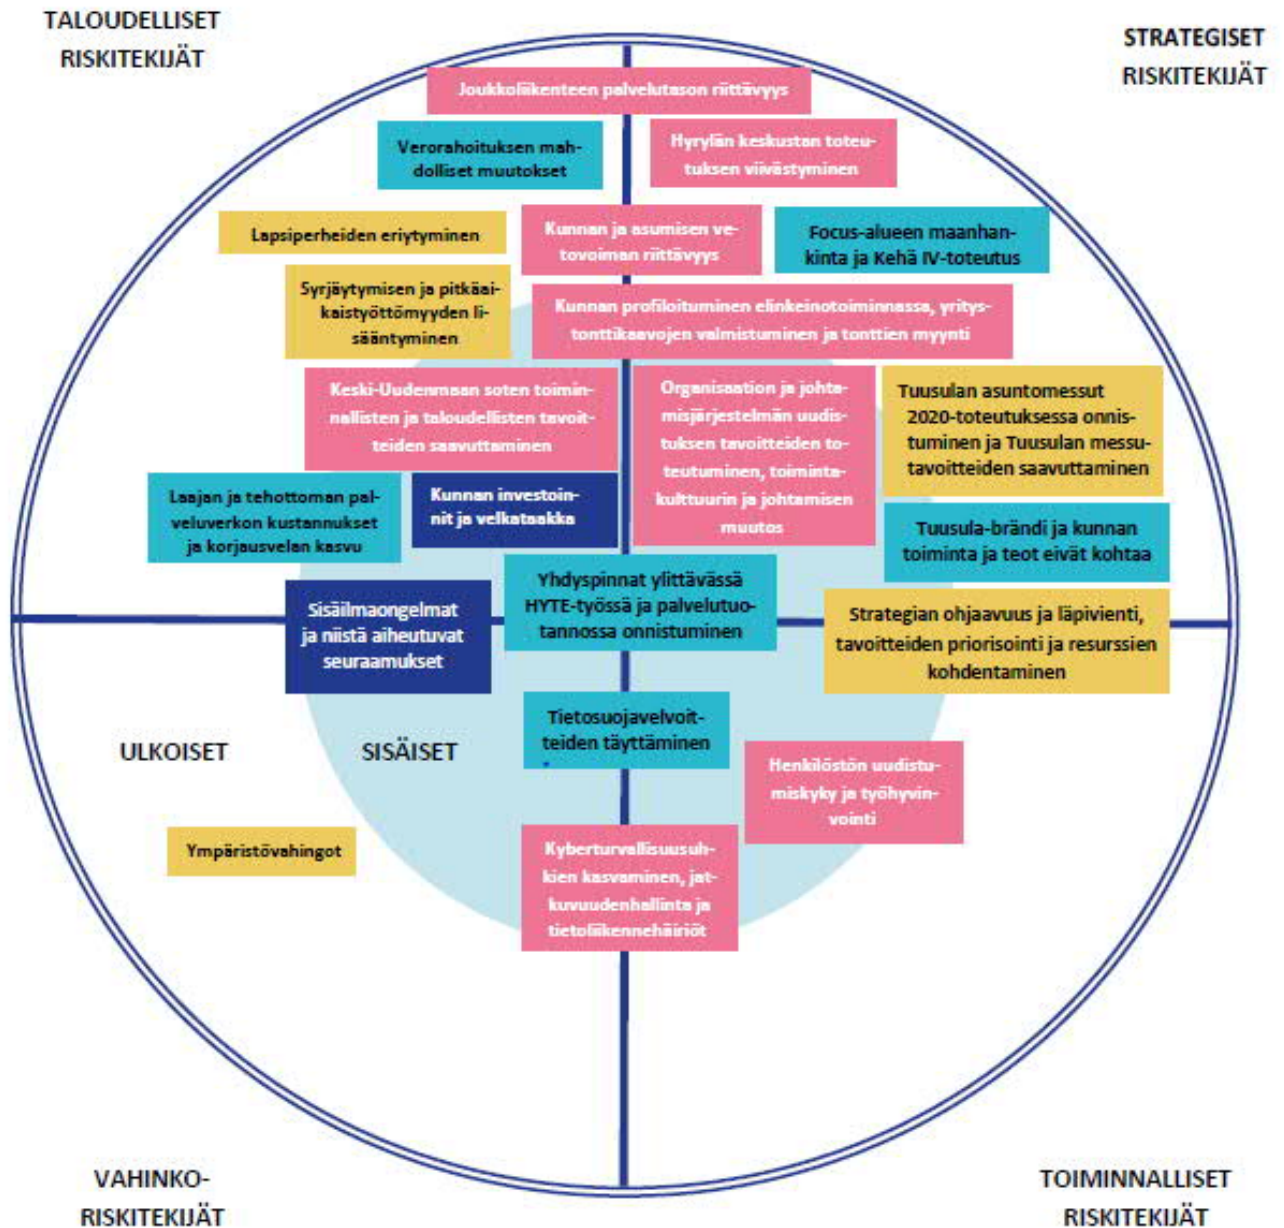 TALOUDELLISET
RISKITEKIJÄT
STRATEGISET
RISKITEKIJÄT
Joukkoliikenteen palvelutason riittävyys
Verorahoituksen mah-
dolliset muutokset
Hyrylän keskustan toteu-
tuksen viivästyminen
Lapsiperheiden eriytyminen
Kunnan ja asumisen ve-
tovoiman riittävyys
Focus-alueen maanhan-
kinta ja Kehä IV-toteutus
Syrjäytymisen ja pitkäai-
kaistyöttömyyden li-
sääntyminen
Kunnan profiloituminen elinkeinotoiminnassa, yritys-
tonttikaavojen valmistuminen ja tonttien myynti
Keski-Uudenmaan soten toimin-
nallisten ja taloudellisten tavoit-
teiden saavuttaminen
Organisaation ja johta-
misjärjestelmän uudis-
tuksen tavoitteiden to-
teutuminen, toiminta-
kulttuurin ja johtamisen
muutos
Tuusulan asuntomessut
2020-toteutuksessa onnis-
tuminen ja Tuusulan messu-
tavoitteiden saavuttaminen
Laajan ja tehottoman pal-
veluverkon kustannukset
ja korjausvelan kasvu
Kunnan investoin-
nit ja velkataakka
Tuusula-brändi ja kunnan
toiminta ja teot eivät kohtaa
Sisäilmaongelmat
ja niistä aiheutuvat
seuraamukset
Yhdyspinnat ylittävässä
HYTE-työssä ja palvelutuo-
tannossa onnistuminen
Strategian ohjaavuus ja läpivienti,
tavoitteiden priorisointi ja resurssien
kohdentaminen
Tietosuojavelvoit-
teiden täyttäminen
ULKOISET
SISÄISET
Henkilöstön uudistu-
miskyky ja työhyvin-
vointi
Ympäristövahingot
Kyberturvallisuusuh-
kien kasvaminen, jat-
kuvuudenhallinta ja
tietoliikennehäiriöt
VAHINKO-
RISKITEKIJÄT
TOIMINNALLISET
RISKITEKIJÄT